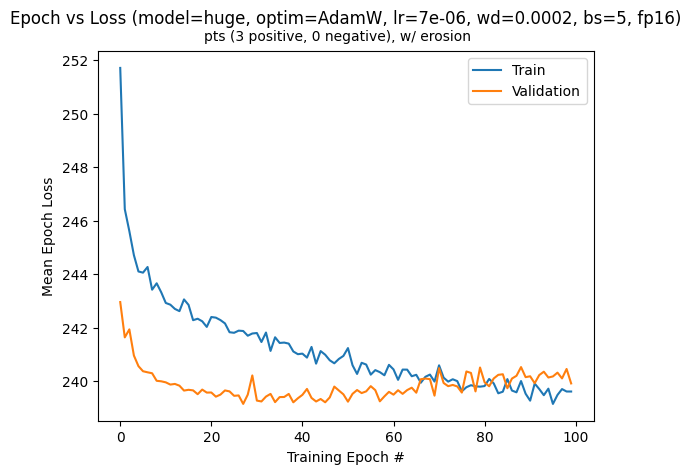 Epoch vs Loss (model=huge, optim=AdamW, lr=7e-06, wd=0.0002, bs=5, fp16)
pts (3 positive, 0 negative), w/ erosion
Train
Validation
252
250
248
246
244
242
240
Mean Epoch Loss
0 20 40 60 80 100
Training Epoch #